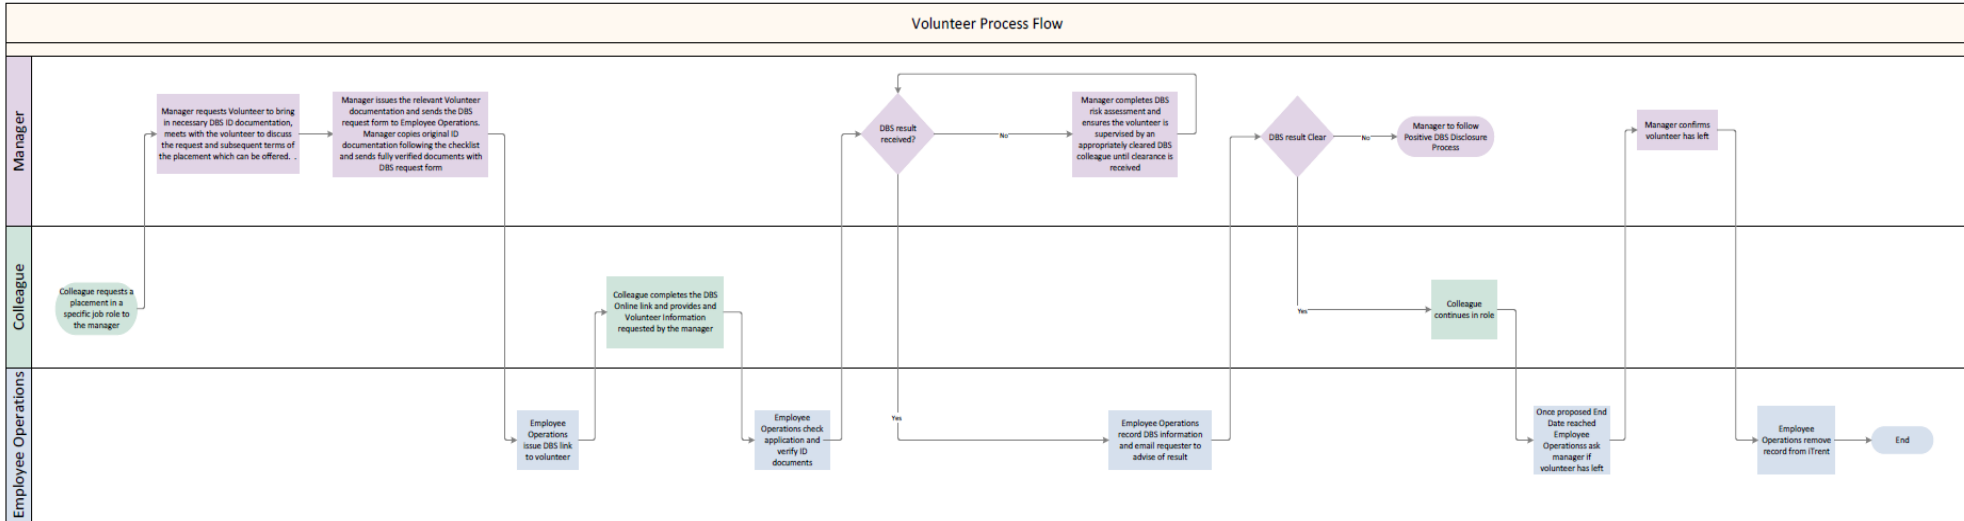 Volunteer Process Flow
Manager
Manager requests Volunteer to bring
in necessary DBS ID documentation,
meets with the volunteer to discuss
the request and subsequent terms of
the placement which can be offered. .
Manager issues the relevant Volunteer
documentation and sends the DBS
request form to Employee Operations.
Manager copies original ID
documentation following the checklist
and sends fully verified documents with
DBS request form
DBS result
received?
No
Manager completes DBS
risk assessment and
ensures the volunteer is
supervised by an
appropriately cleared DBS
colleague until clearance is
received
DBS result Clear
No
Manager to follow
Positive DBS Disclosure
Process
Manager confirms
volunteer has left
Colleague
Colleague requests a
placement in a
specific job role to
the manager
Colleague completes the DBS
Online link and provides and
Volunteer Information
requested by the manager
Yes
Colleague
continues in role
Employee Operations
Employee
Operations
issue DBS link
to volunteer
Employee
Operations check
application and
verify ID
documents
Yes
Employee Operations
record DBS information
and email requester to
advise of result
Once proposed End
Date reached
Employee
Operationss ask
manager if
volunteer has left
Employee
Operations remove
record from iTrent
End